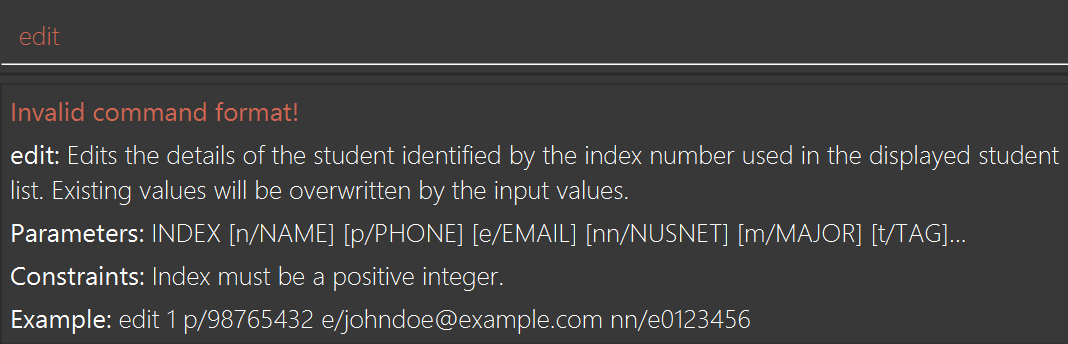 edit
Invalid command format!
edit: Edits the details of the student identified by the index number used in the displayed student
list. Existing values will be overwritten by the input values.
Parameters: INDEX [n/NAME] [p/PHONE] [e/EMAIL] [nn/NUSNET] [m/MAJOR] [t/TAG]...
Constraints: Index must be a positive integer.
Example: edit 1 p/98765432 e/johndoe@example.com nn/e0123456